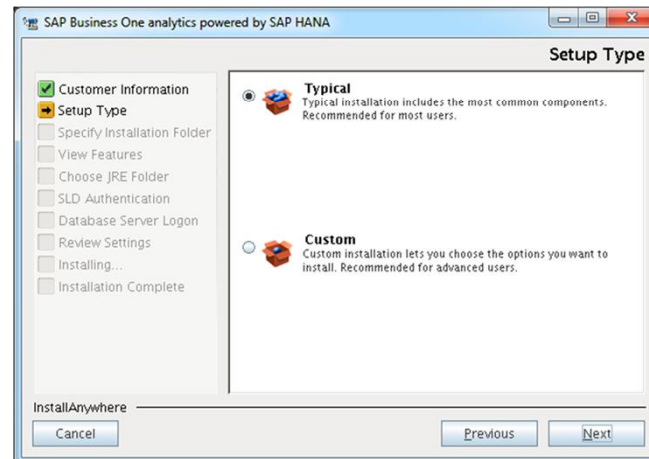 SAP Business One analytics powered by SAP HANA
Setup Type
Customer Information
Setup Type
Specify Installation Folder
View Features
Choose JRE Folder
SLD Authentication
Database Server Logon
Review Settings
Installing...
Installation Complete
Typical
Typical installation includes the most common components.
Recommended for most users.
Custom
Custom installation lets you choose the options you want to
install. Recommended for advanced users.
InstallAnywhere
Cancel
Previous
Next